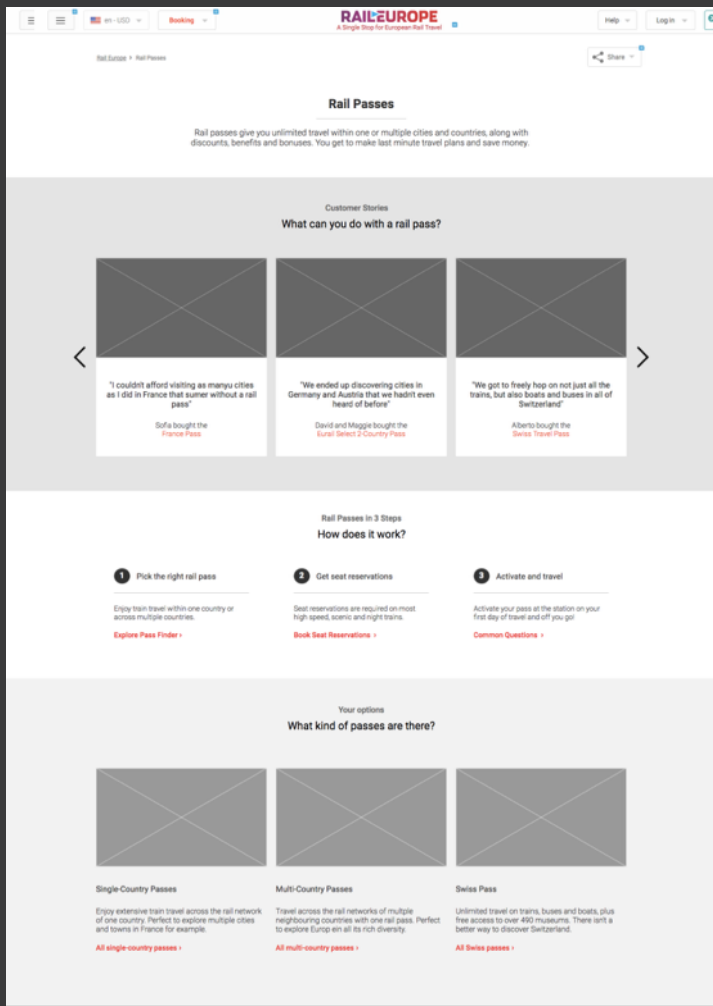 en - USD
Booking
RAILEUROPE
A Single Stop for European Rail Travel
Help
Log in
Rail Europe > Rail Passes
Share
Rail Passes
Rail passes give you unlimited travel within one or multiple cities and countries, along with
discounts, benefits and bonuses. You get to make last minute travel plans and save money.
Customer Stories
What can you do with a rail pass?
"I couldn't afford visiting as manyu cities
as I did in France that sumer without a rail
pass"
Sofia bought the
France Pass
"We ended up discovering cities in
Germany and Austria that we hadn't even
heard of before"
David and Maggie bought the
Eurail Select 2-Country Pass
"We got to freely hop on not just all the
trains, but also boats and buses in all of
Switzerland"
Alberto bought the
Swiss Travel Pass
Rail Passes in 3 Steps
How does it work?
1 Pick the right rail pass
Enjoy train travel within one country or
across multiple countries.
Explore Pass Finder >
2 Get seat reservations
Seat reservations are required on most
high speed, scenic and night trains.
Book Seat Reservations >
3 Activate and travel
Activate your pass at the station on your
first day of travel and off you go!
Common Questions >
Your options
What kind of passes are there?
Single-Country Passes
Enjoy extensive train travel across the rail network
of one country. Perfect to explore multiple cities
and towns in France for example.
All single-country passes >
Multi-Country Passes
Travel across the rail networks of multple
neighbouring countries with one rail pass. Perfect
to explore Europ ein all its rich diversity.
All multi-country passes >
Swiss Pass
Unlimited travel on trains, buses and boats, plus
free access to over 490 museums. There isn't a
better way to discover Switzerland.
All Swiss passes >